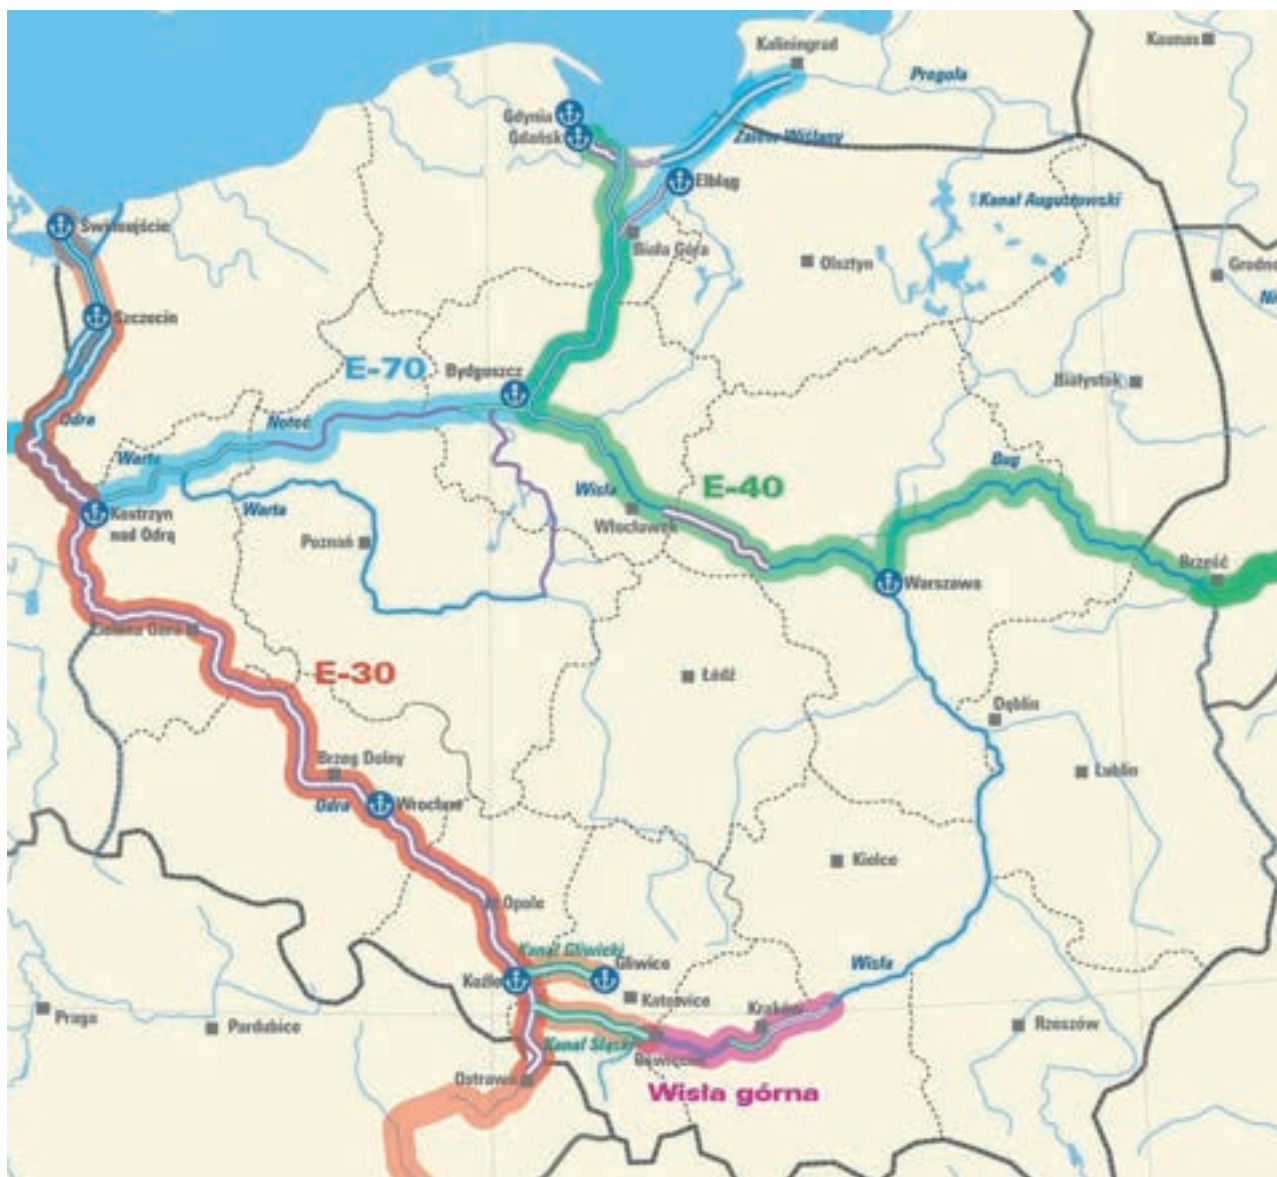 Kaliningrad
Kaunas
Pregola
Gdynia
Gdańsk
Zalew Wiślany
Elbląg
Kanał Augustowski
Świnoujście
Biała Góra
Olsztyn
Grodno
Szczecin
E-70
Bydgoszcz
Białystok
Odra
Noteć
Warta
Bug
E-40
Wisła
Kostrzyn
nad Odrą
Warta
Włocławek
Poznań
Brześć
Warszawa
Zielona Góra
E-30
Łódź
Dęblin
Brzeg Dolny
Lublin
Odra
Wrocław
Kielce
Opole
Kanał Gliwicki
Gliwice
Wisła
Koźle
Katowice
Kraków
Praga
Pardubice
Rzeszów
Kanał Śląski
Oświęcim
Ostrawa
Wisła górna